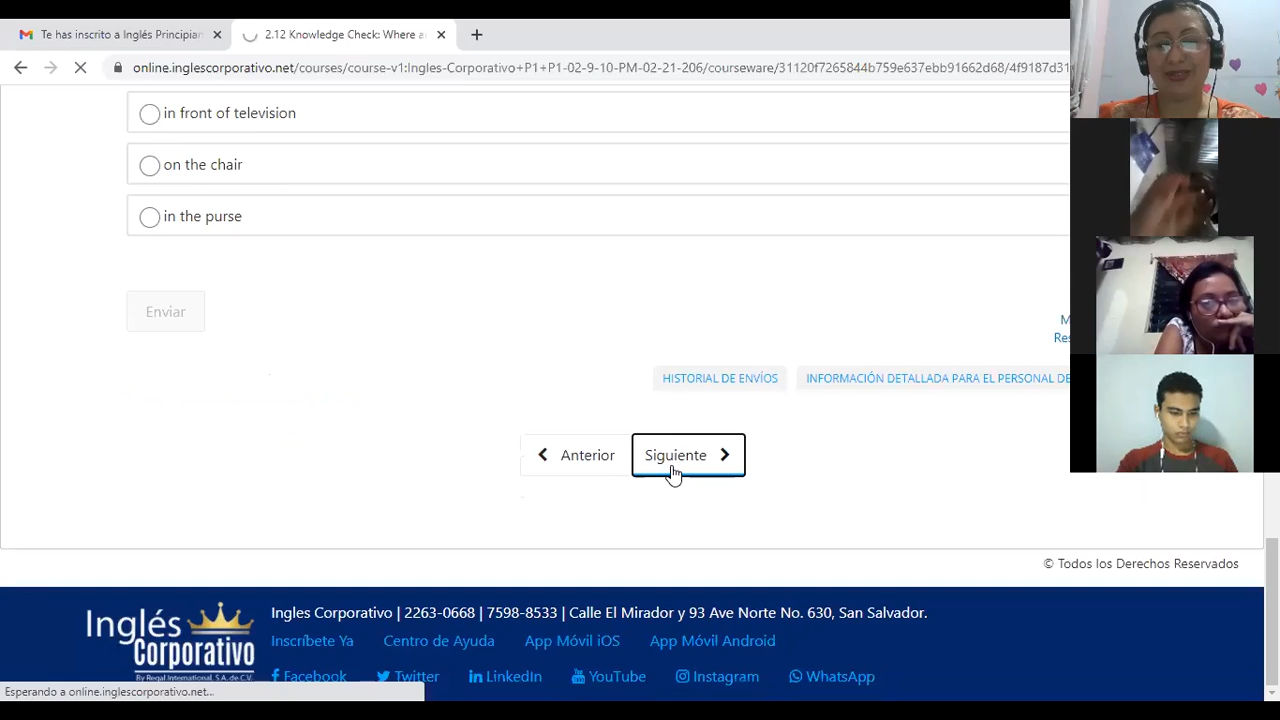 Te has inscrito a Inglés Principian
2.12 Knowledge Check: Where a
online.inglescorporativo.net/courses/course-v1:Ingles-Corporativo+P1+P1-02-9-10-PM-02-21-206/courseware/31120f7265844b759e637ebb91662d68/4f9187d31
in front of television
on the chair
in the purse
Enviar
M
Res
HISTORIAL DE ENVÍOS
INFORMACIÓN DETALLADA PARA EL PERSONAL DE
Anterior
Siguiente
© Todos los Derechos Reservados
Inglés Corporativo
By Regal International, S.A. de C.V.
Ingles Corporativo | 2263-0668 | 7598-8533 | Calle El Mirador y 93 Ave Norte No. 630, San Salvador.
Inscríbete Ya Centro de Ayuda App Móvil iOS App Móvil Android
Facebook Twitter LinkedIn YouTube Instagram WhatsApp
Esperando a online.inglescorporativo.net...